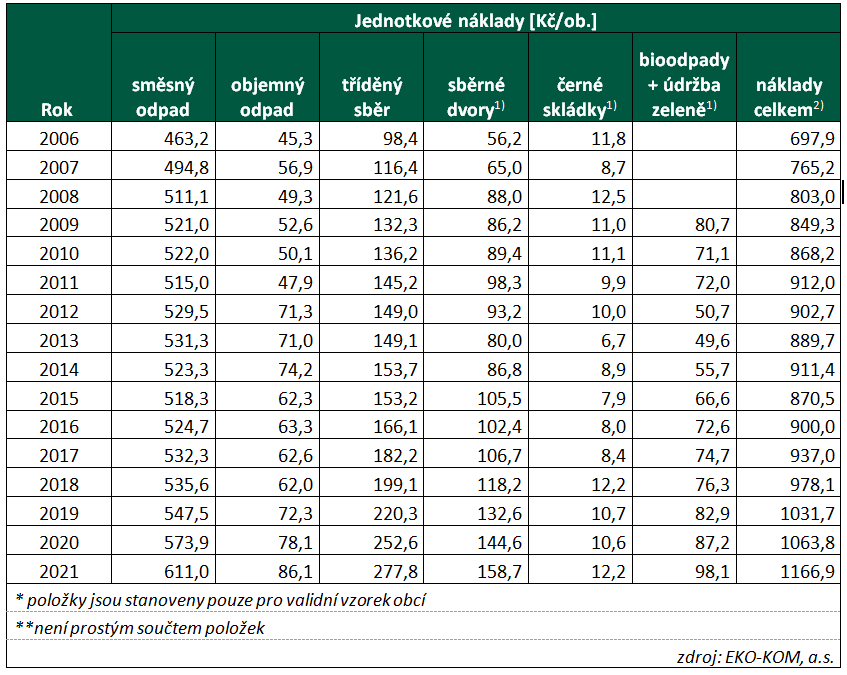 Jednotkové náklady [Kč/ob.]
Rok směsný odpad objemný odpad tříděný sběr sběrné dvory1) černé skládky1) bioodpady + údržba zeleně1) náklady celkem2)
2006 463,2 45,3 98,4 56,2 11,8 697,9
2007 494,8 56,9 116,4 65,0 8,7 765,2
2008 511,1 49,3 121,6 88,0 12,5 803,0
2009 521,0 52,6 132,3 86,2 11,0 80,7 849,3
2010 522,0 50,1 136,2 89,4 11,1 71,1 868,2
2011 515,0 47,9 145,2 98,3 9,9 72,0 912,0
2012 529,5 71,3 149,0 93,2 10,0 50,7 902,7
2013 531,3 71,0 149,1 80,0 6,7 49,6 889,7
2014 523,3 74,2 153,7 86,8 8,9 55,7 911,4
2015 518,3 62,3 153,2 105,5 7,9 66,6 870,5
2016 524,7 63,3 166,1 102,4 8,0 72,6 900,0
2017 532,3 62,6 182,2 106,7 8,4 74,7 937,0
2018 535,6 62,0 199,1 118,2 12,2 76,3 978,1
2019 547,5 72,3 220,3 132,6 10,7 82,9 1031,7
2020 573,9 78,1 252,6 144,6 10,6 87,2 1063,8
2021 611,0 86,1 277,8 158,7 12,2 98,1 1166,9
* položky jsou stanoveny pouze pro validní vzorek obcí
**není prostým součtem položek
zdroj: EKO-KOM, a.s.